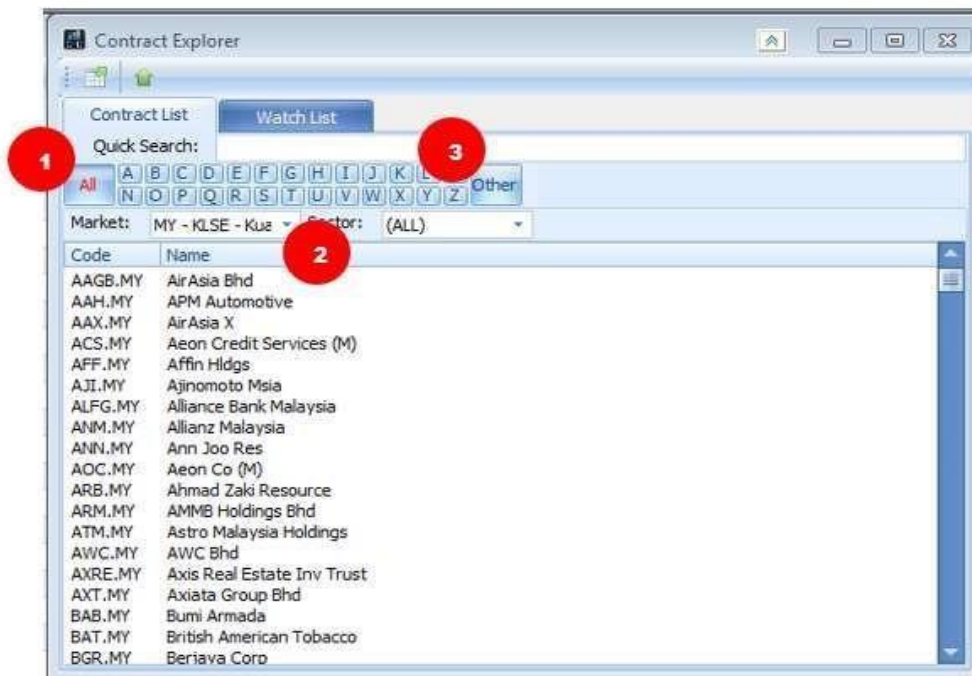 Contract Explorer
Contract List Watch List
Quick Search:
1
3
All A B C D E F G H I J K L Other
N O P Q R S T U V W X Y Z
Market: MY - KLSE - Kua (ALL)
2
Code Name
AAGB.MY AirAsia Bhd
AAH.MY APM Automotive
AAX.MY AirAsia X
ACS.MY Aeon Credit Services (M)
AFF.MY Affin Hldgs
AJI.MY Ajinomoto Msia
ALFG.MY Alliance Bank Malaysia
ANM.MY Allianz Malaysia
ANN.MY Ann Joo Res
AOC.MY Aeon Co (M)
ARB.MY Ahmad Zaki Resource
ARM.MY AMMB Holdings Bhd
ATM.MY Astro Malaysia Holdings
AWC.MY AWC Bhd
AXRE.MY Axis Real Estate Inv Trust
AXT.MY Axiata Group Bhd
BAB.MY Bumi Armada
BAT.MY British American Tobacco
BGR.MY Berjaya Corp